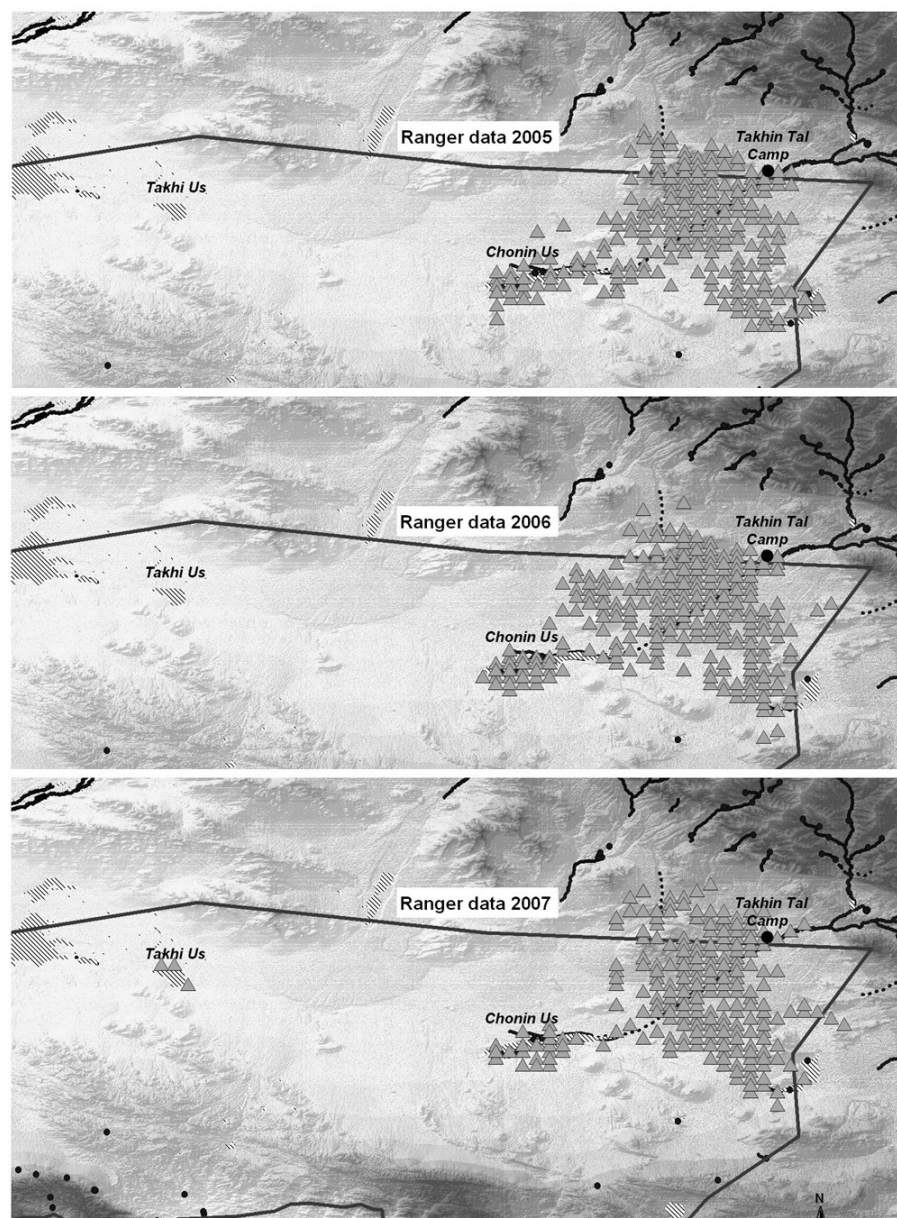 Ranger data 2005
Takhin Tal
Camp
Takhi Us
Chonin Us
Ranger data 2006
Takhin Tal
Camp
Takhi Us
Chonin Us
Ranger data 2007
Takhin Tal
Camp
Takhi Us
Chonin Us
N